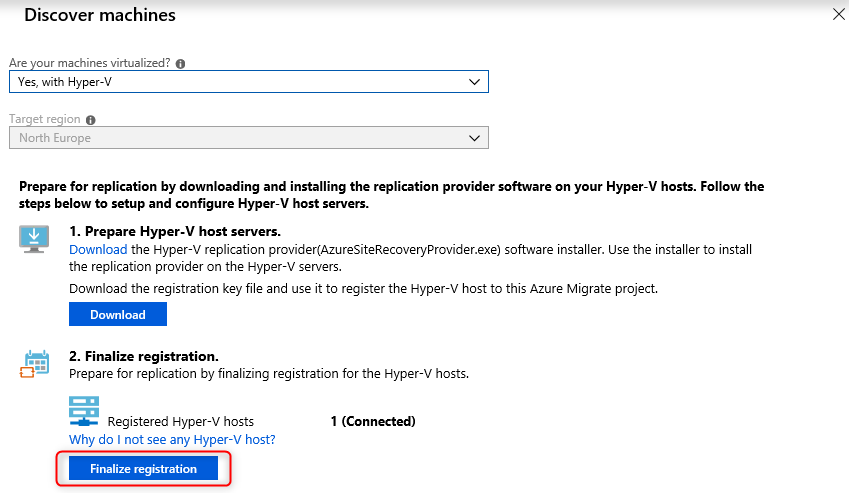 Discover machines
Are your machines virtualized?
Yes, with Hyper-V
Target region
North Europe
Prepare for replication by downloading and installing the replication provider software on your Hyper-V hosts. Follow the
steps below to setup and configure Hyper-V host servers.
1. Prepare Hyper-V host servers.
Download the Hyper-V replication provider(AzureSiteRecoveryProvider.exe) software installer. Use the installer to install
the replication provider on the Hyper-V servers.
Download the registration key file and use it to register the Hyper-V host to this Azure Migrate project.
Download
2. Finalize registration.
Prepare for replication by finalizing registration for the Hyper-V hosts.
Registered Hyper-V hosts 1 (Connected)
Why do I not see any Hyper-V host?
Finalize registration